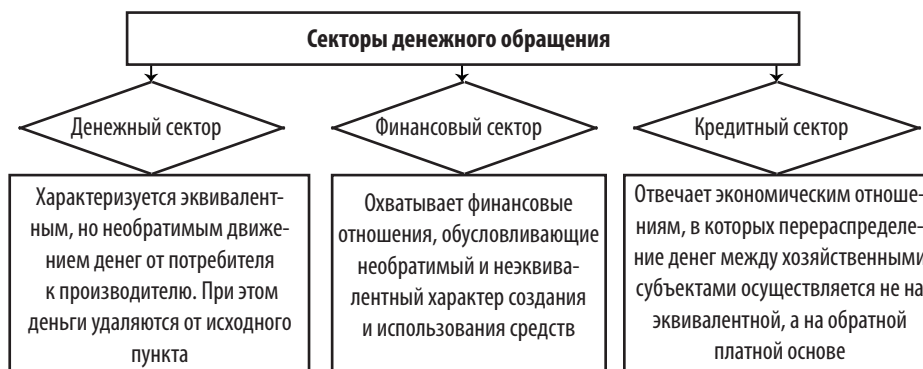 Секторы денежного обращения
Денежный сектор
Финансовый сектор
Кредитный сектор
Характеризуется эквивалент-
ным, но необратимым движе-
нием денег от потребителя
к производителю. При этом
деньги удаляются от исходного
пункта
Охватывает финансовые
отношения, обусловливающие
необратимый и неэквива-
лентный характер создания
и использования средств
Отвечает экономическим отноше-
ниям, в которых перераспределе-
ние денег между хозяйственными
субъектами осуществляется не на
эквивалентной, а на обратной
платной основе